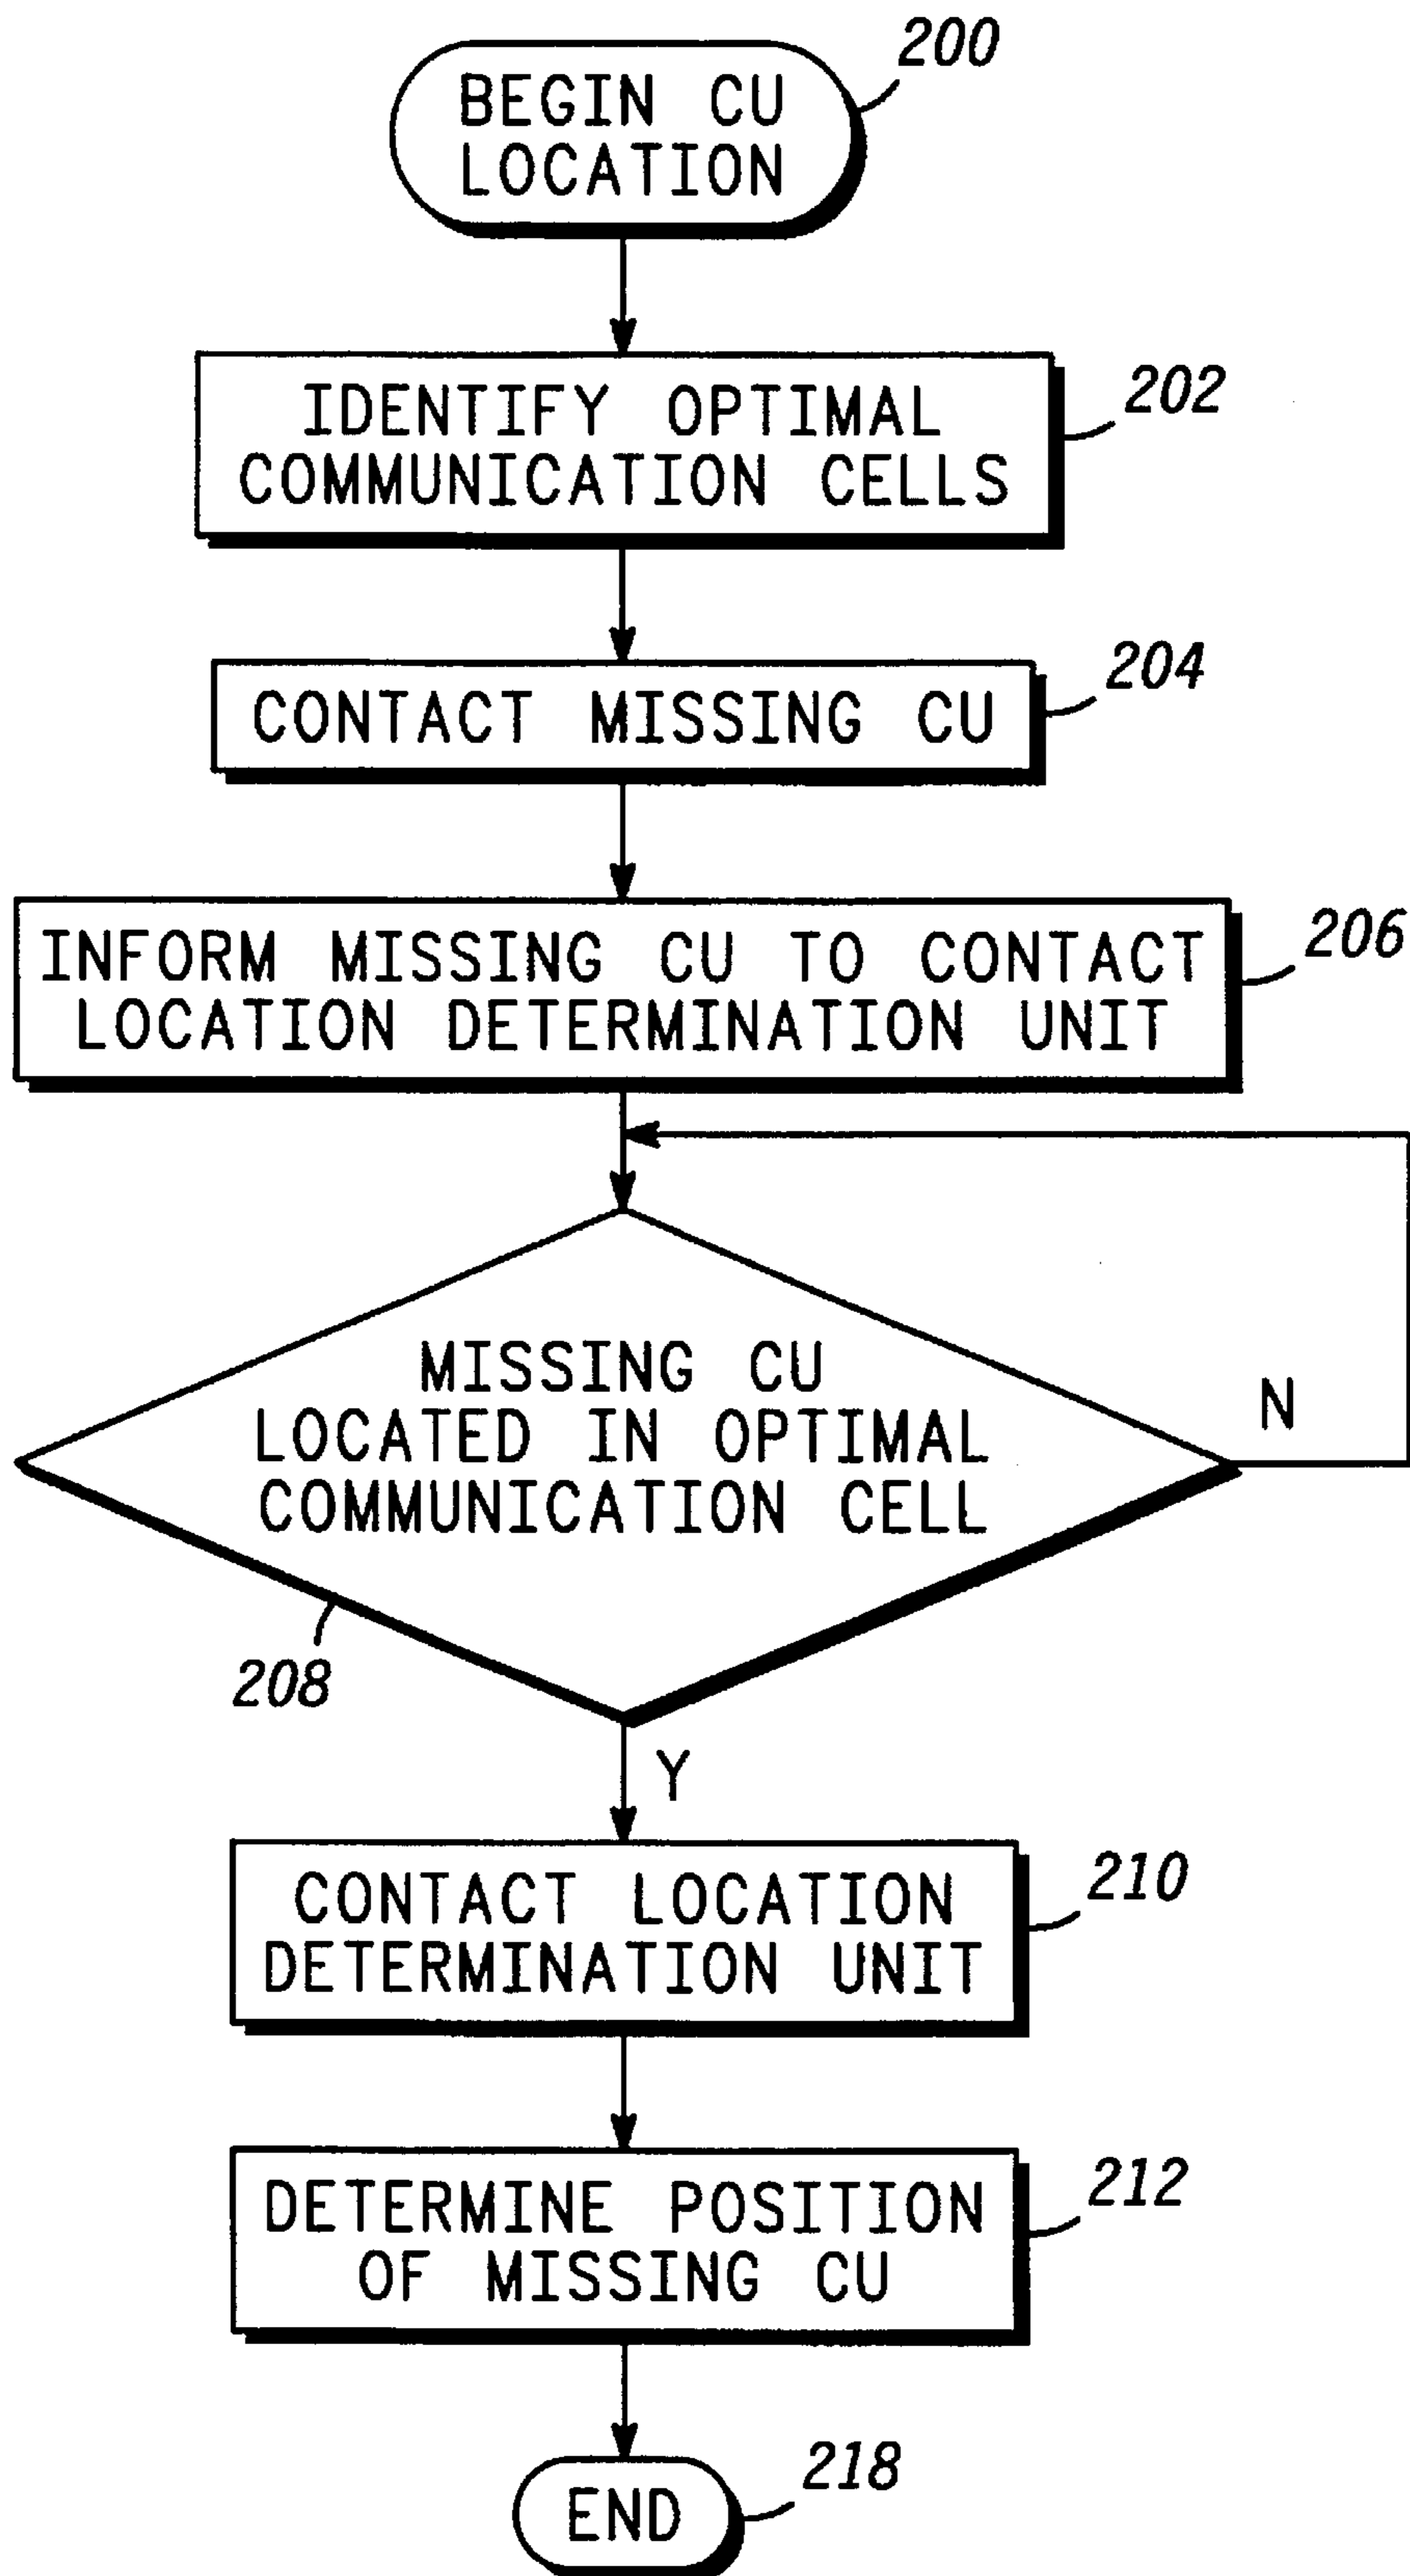 200
BEGIN CU
LOCATION
202
IDENTIFY OPTIMAL
COMMUNICATION CELLS
204
CONTACT MISSING CU
206
INFORM MISSING CU TO CONTACT
LOCATION DETERMINATION UNIT
MISSING CU
LOCATED IN OPTIMAL
COMMUNICATION CELL
N
208
Y
210
CONTACT LOCATION
DETERMINATION UNIT
212
DETERMINE POSITION
OF MISSING CU
218
END